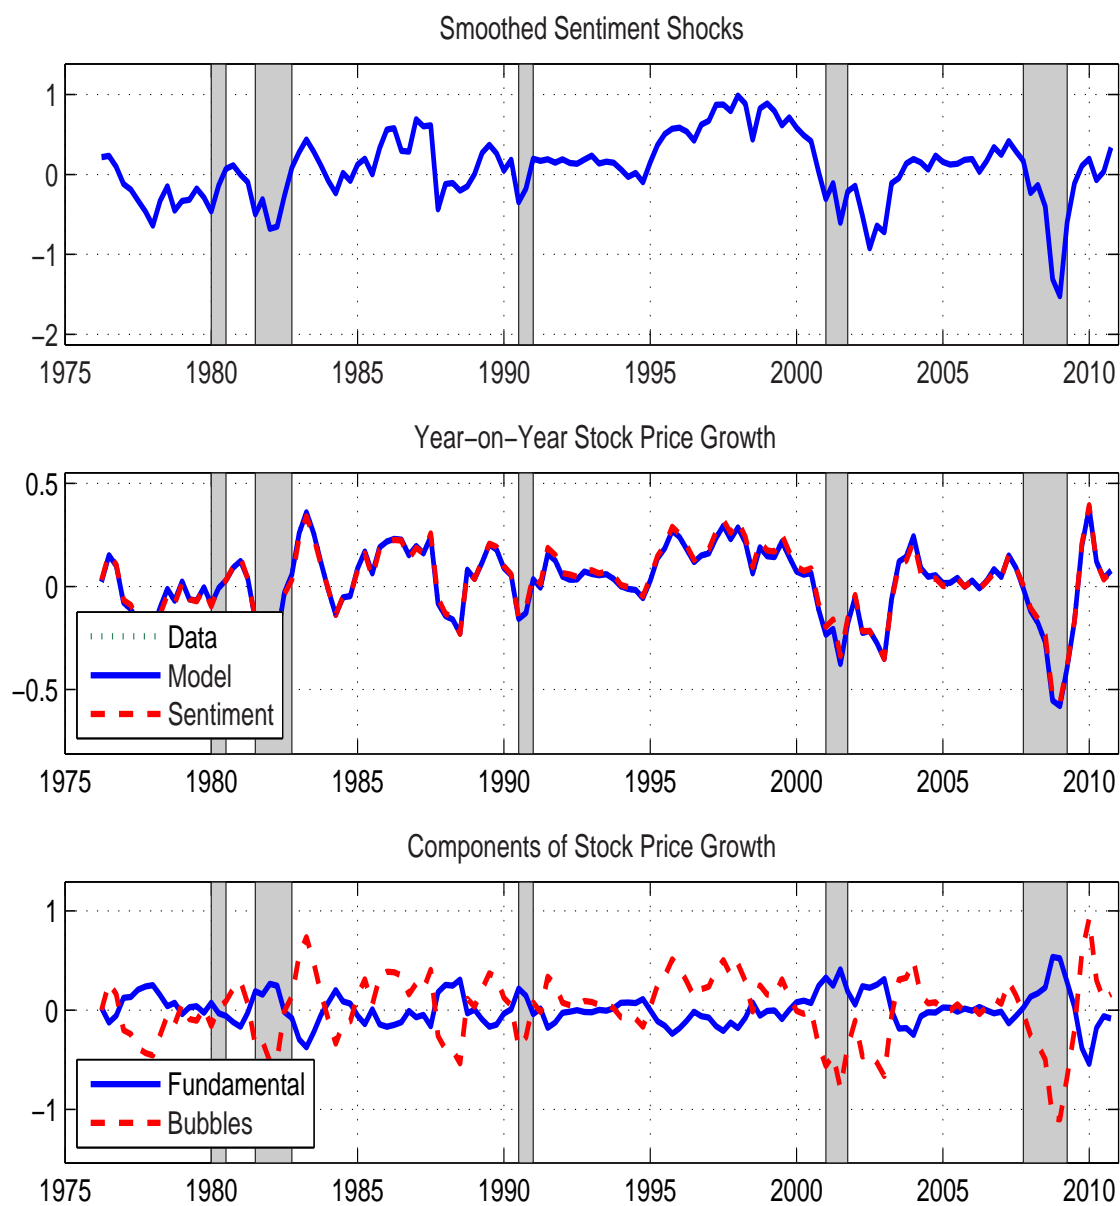 Smoothed Sentiment Shocks
1
0
−1
−2
1975 1980 1985 1990 1995 2000 2005 2010
Year−on−Year Stock Price Growth
0.5
0
−0.5
Data
Model
Sentiment
1975 1980 1985 1990 1995 2000 2005 2010
Components of Stock Price Growth
1
0
−1
Fundamental
Bubbles
1975 1980 1985 1990 1995 2000 2005 2010